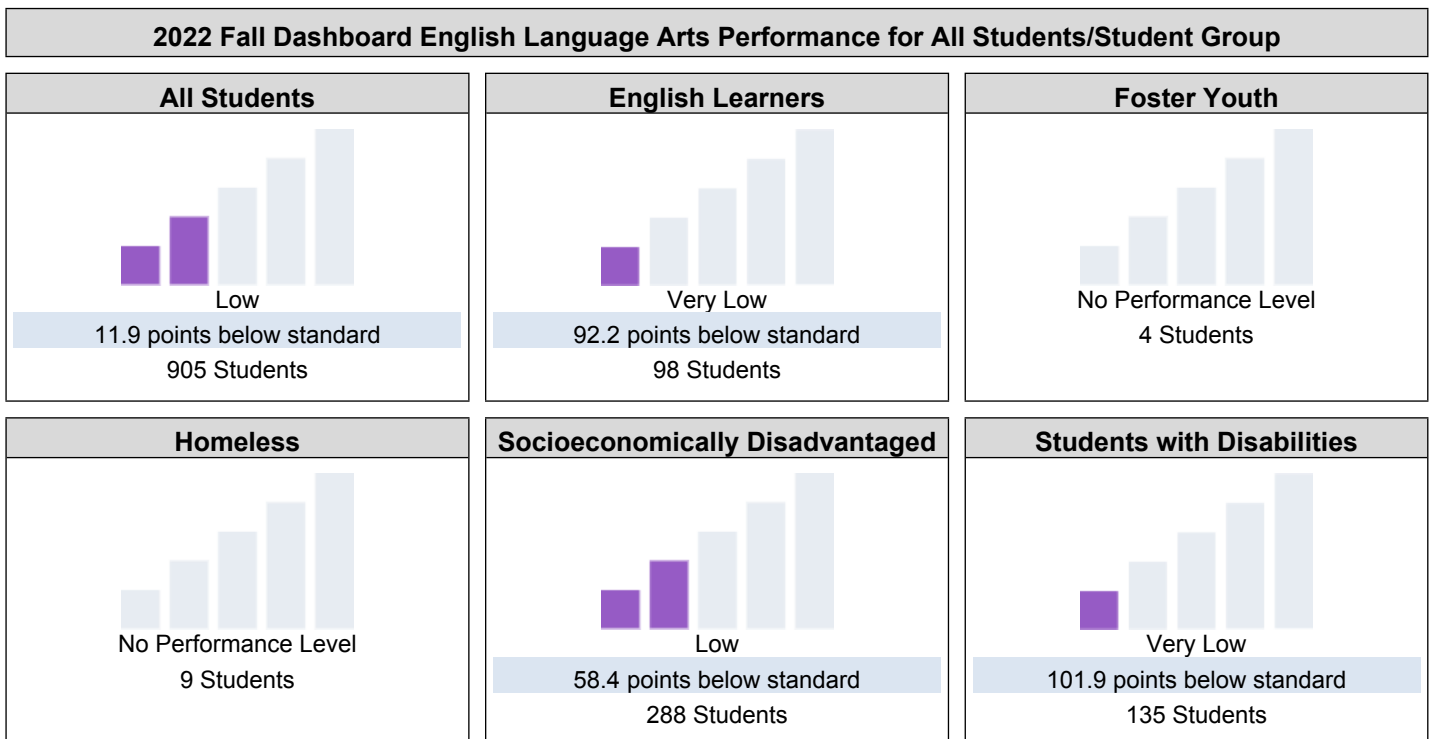 2022 Fall Dashboard English Language Arts Performance for All Students/Student Group
All Students
Low
11.9 points below standard
905 Students
English Learners
Very Low
92.2 points below standard
98 Students
Foster Youth
No Performance Level
4 Students
Homeless
No Performance Level
9 Students
Socioeconomically Disadvantaged
Low
58.4 points below standard
288 Students
Students with Disabilities
Very Low
101.9 points below standard
135 Students